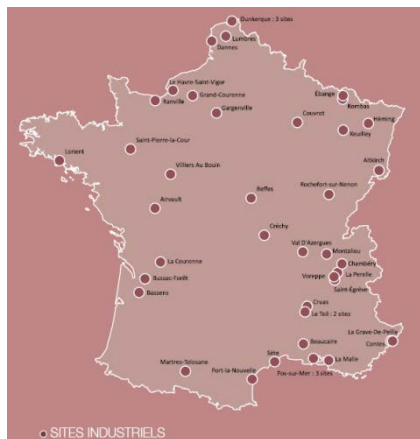 Dunkerque : 3 sites
Lumbres
Dannes
Le Havre-Saint-Vigor
Grand-Couronne
Ranville
Gargenville
Ébange
Rombas
Couvrot
Héming
Xeuilley
Saint-Pierre-la-Cour
Lorient
Altkirch
Villiers Au Bouin
Beffes
Rochefort-sur-Nenon
Airvault
Créchy
Val D'Azergues
Montalieu
La Couronne
Chambéry
La Perelle
Voreppe
Bussac-Forêt
Saint-Égrève
Bassens
Cruas
Le Teil : 2 sites
La Grave-De-Peille
Beaucaire
Contes
Sète
Martres-Tolosane
Port-la-Nouvelle
Fos-sur-Mer : 3 sites
La Malle
SITES INDUSTRIELS